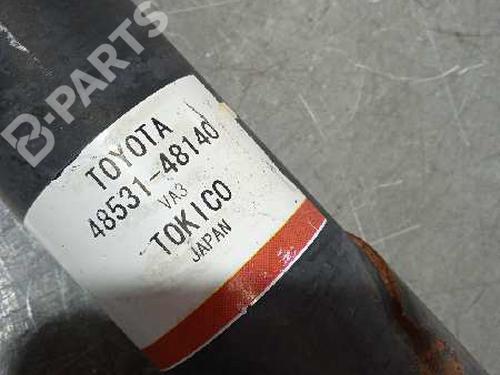 B-PARTS
TOYOTA
48531-48140
VA3
TOKICO
JAPAN